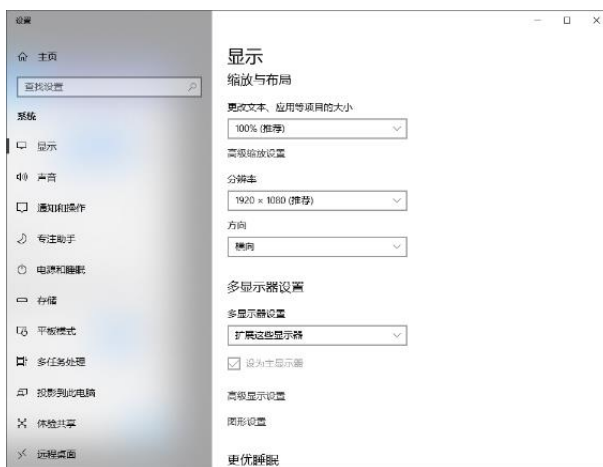 设置
主页
查找设置
系统
显示
声音
通知和操作
专注助手
电源和睡眠
存储
平板模式
多任务处理
投影到此电脑
体验共享
远程桌面
显示
缩放与布局
更改文本、应用等项目的大小
100% (推荐)
高级缩放设置
分辨率
1920 × 1080 (推荐)
方向
横向
多显示器设置
多显示器设置
扩展这些显示器
设为主显示器
高级显示设置
图形设置
更优睡眠